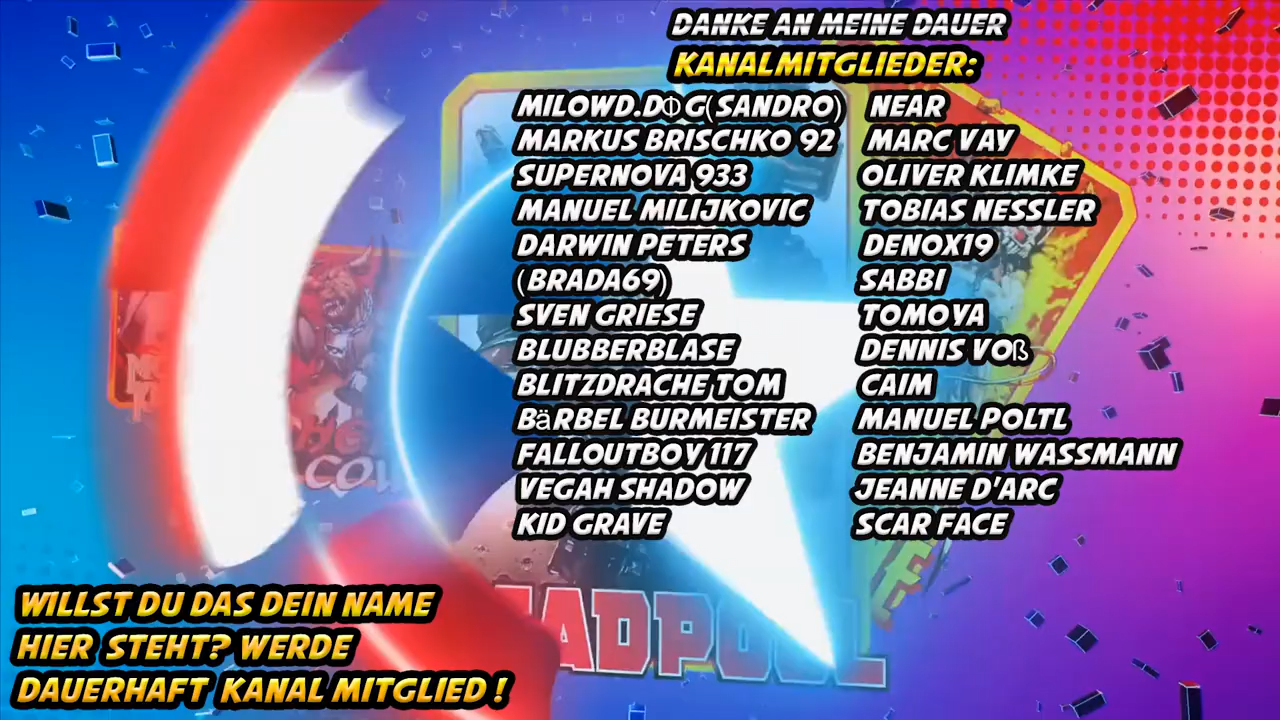 DANKE AN MEINE DAUER
KANALMITGLIEDER:
MILOWD.DΦG(SANDRO)
MARKUS BRISCHKO 92
SUPERNOVA 933
MANUEL MILIJKOVIC
DARWIN PETERS
(BRADA69)
SVEN GRIESE
BLUBBERBLASE
BLITZDRACHE TOM
BäRBEL BURMEISTER
FALLOUTBOY 117
VEGAH SHADOW
KID GRAVE
NEAR
MARC VAY
OLIVER KLIMKE
TOBIAS NESSLER
DENOX19
SABBI
TOMOYA
DENNIS VOß
CAIM
MANUEL POLTL
BENJAMIN WASSMANN
JEANNE D'ARC
SCAR FACE
WILLST DU DAS DEIN NAME
HIER STEHT? WERDE
DAUERHAFT KANAL MITGLIED !
ADPOOL